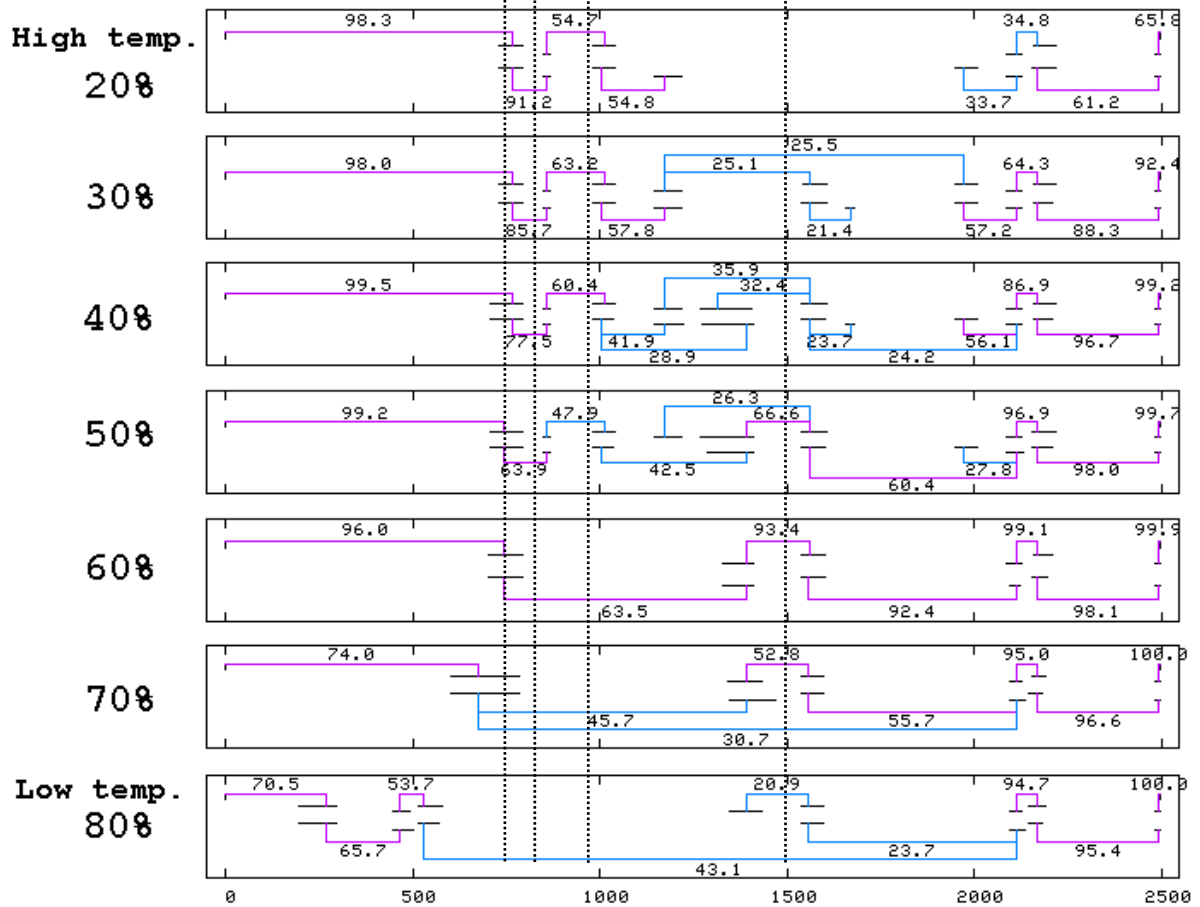 98.3 54.7 34.8 65.8
High temp.
20%
91.2 54.8 33.7 61.2
25.5
98.0 63.2 25.1 64.3 92.4
30%
85.7 57.8 21.4 57.2 88.3
35.9
99.5 60.4 32.4 86.9 99.2
40%
77.5 41.9 23.7 56.1 96.7
28.9 24.2
26.3
99.2 47.9 66.6 96.9 99.7
50%
63.9 42.5 27.8 98.0
60.4
96.0 93.4 99.1 99.9
60%
63.5 92.4 98.1
74.0 52.8 95.0 100.0
70%
45.7 55.7 96.6
30.7
70.5 53.7 20.9 94.7 100.0
Low temp.
80%
65.7 23.7 95.4
43.1
0 500 1000 1500 2000 2500